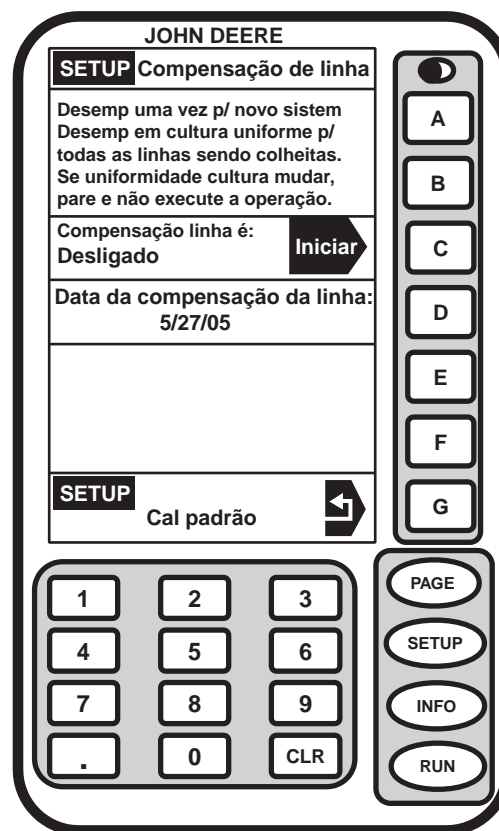 JOHN DEERE
SETUP Compensação de linha
Desemp uma vez p/ novo sistem
Desemp em cultura uniforme p/
todas as linhas sendo colheitas.
Se uniformidade cultura mudar,
pare e não execute a operação.
Compensação linha é:
Desligado
Iniciar
Data da compensação da linha:
5/27/05
SETUP
Cal padrão
A
B
C
D
E
F
G
1 2 3
4 5 6
7 8 9
. 0 CLR
PAGE
SETUP
INFO
RUN